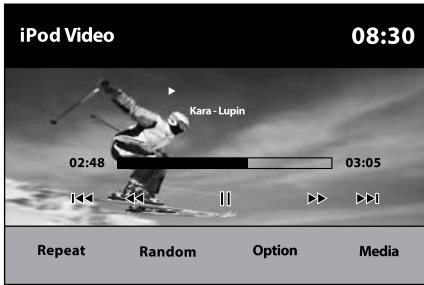 iPod Video 08:30
Kara - Lupin
02:48 03:05
Repeat Random Option Media